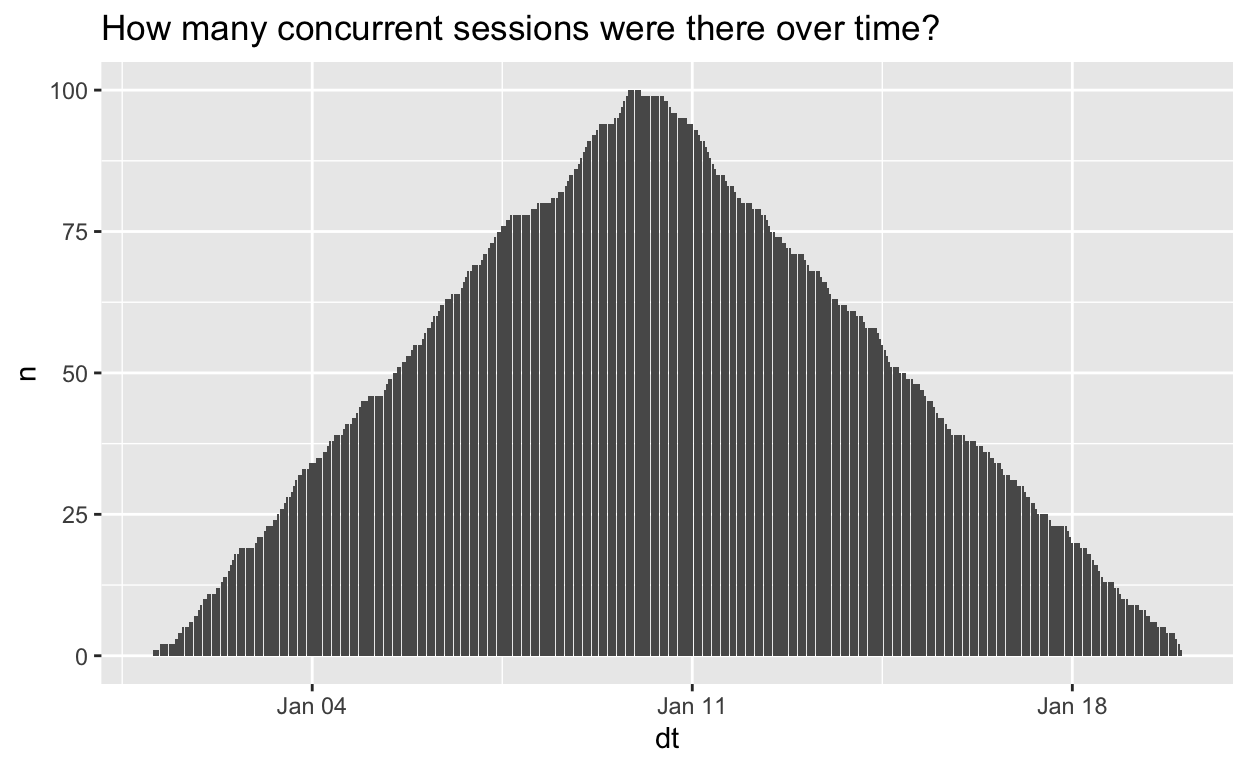 How many concurrent sessions were there over time?
100
75
50
25
0
n
Jan 04
Jan 11
Jan 18
dt